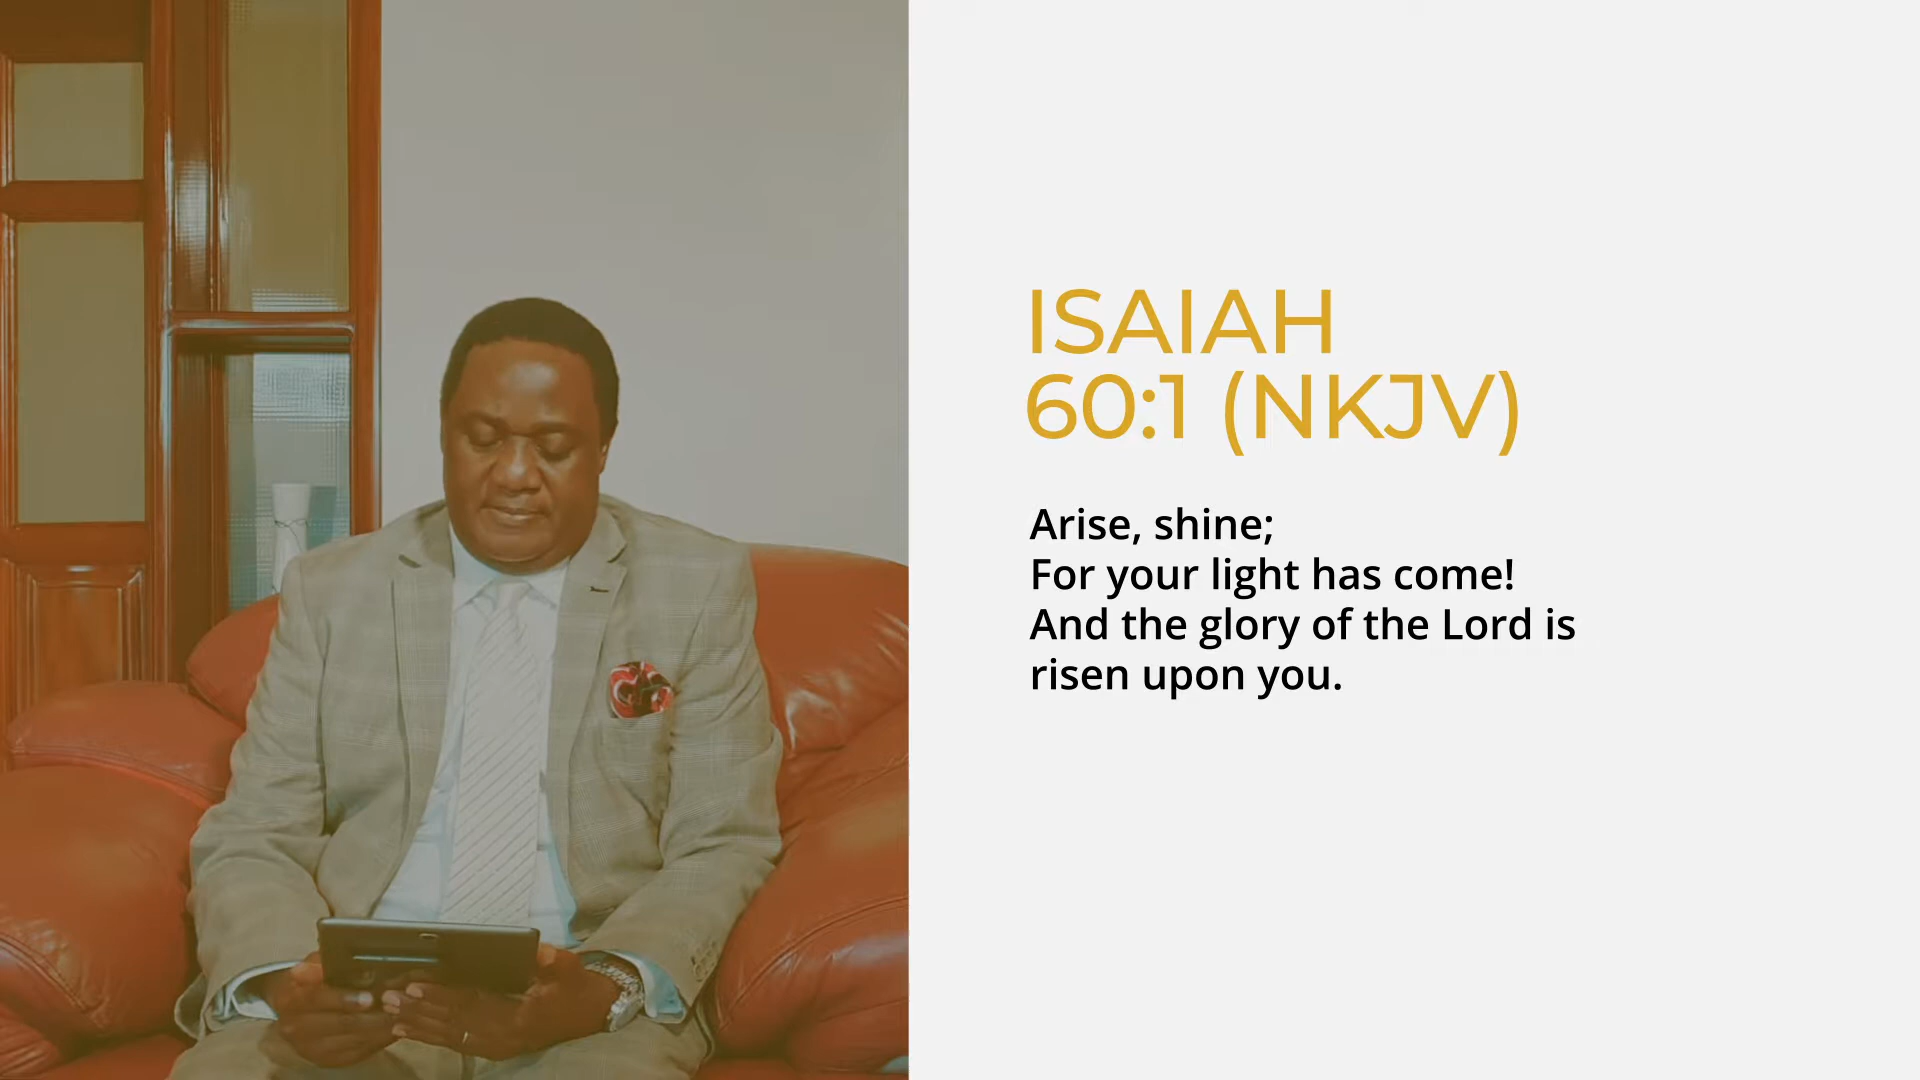 ISAIAH
60:1 (NKJV)
Arise, shine;
For your light has come!
And the glory of the Lord is
risen upon you.